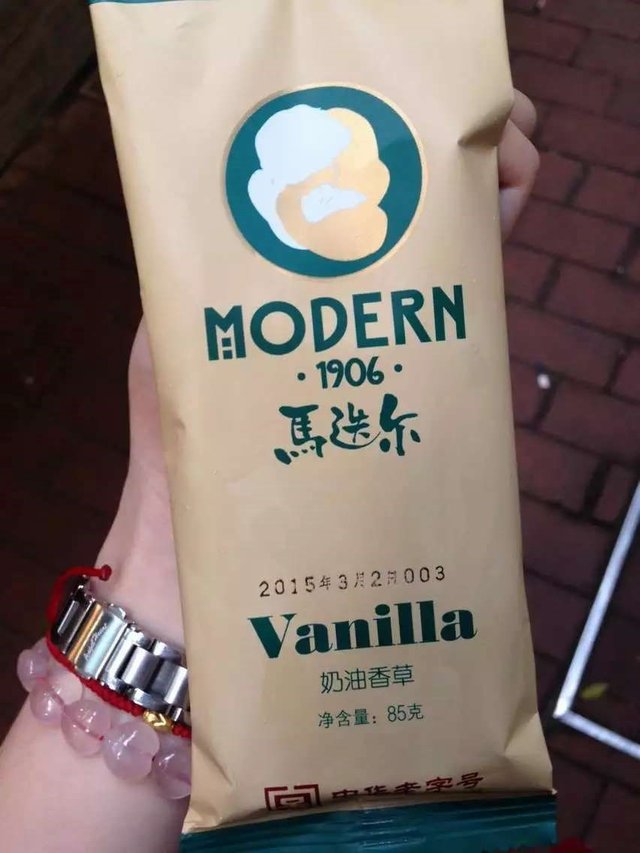 MODERN
·1906·
馬迭尔
2015年3月2日003
Vanilla
奶油香草
净含量：85克
中华老字号